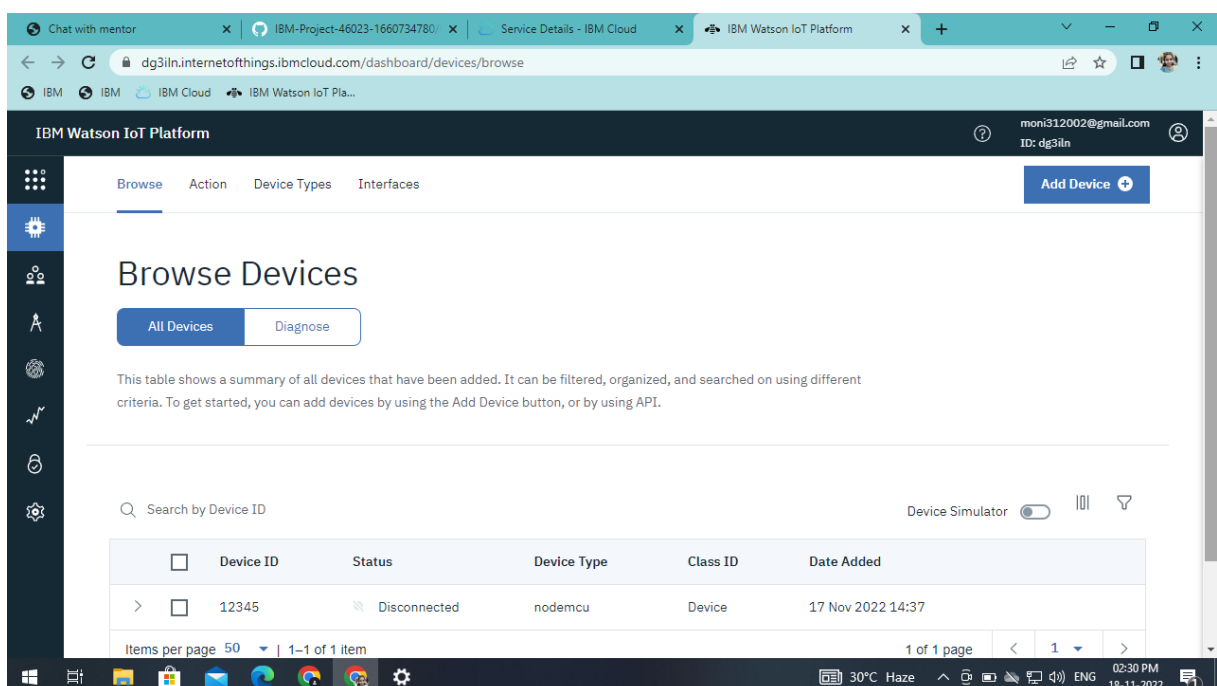 Chat with mentor
IBM-Project-46023-1660734780/
Service Details - IBM Cloud
IBM Watson IoT Platform
dg3iln.internetofthings.ibmcloud.com/dashboard/devices/browse
IBM IBM IBM Cloud IBM Watson IoT Pla...
IBM Watson IoT Platform
moni312002@gmail.com
ID: dg3iln
Browse Action Device Types Interfaces
Add Device
Browse Devices
All Devices Diagnose
This table shows a summary of all devices that have been added. It can be filtered, organized, and searched on using different
criteria. To get started, you can add devices by using the Add Device button, or by using API.
Search by Device ID
Device Simulator
Device ID Status Device Type Class ID Date Added
12345 Disconnected nodemcu Device 17 Nov 2022 14:37
Items per page 50 | 1–1 of 1 item
1 of 1 page 1
30°C Haze ENG
02:30 PM
18-11-2022